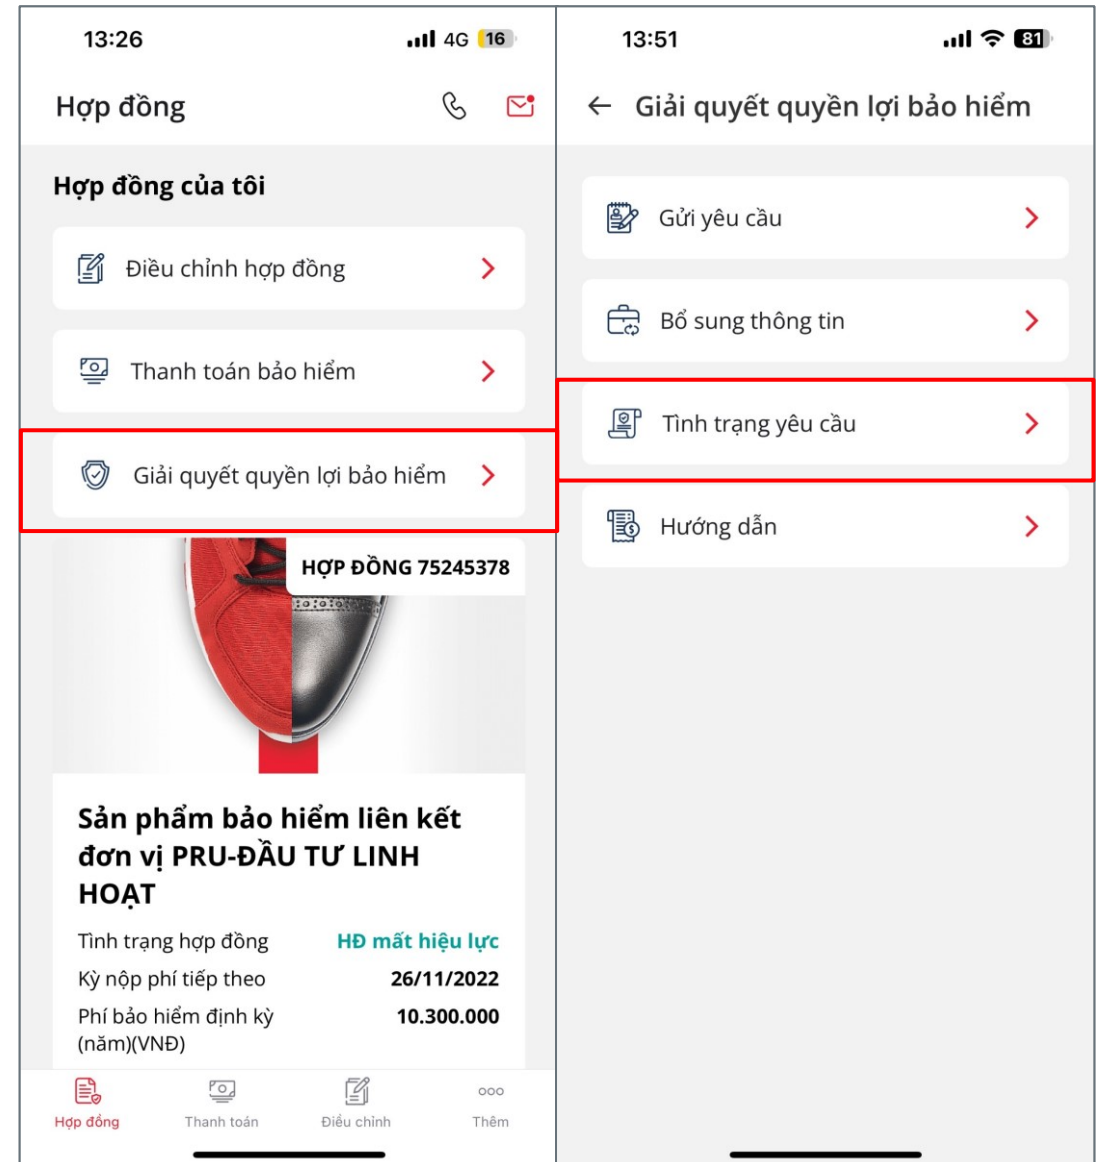 13:26
4G 16
Hợp đồng
Hợp đồng của tôi
Điều chỉnh hợp đồng
Thanh toán bảo hiểm
Giải quyết quyền lợi bảo hiểm
HỢP ĐỒNG 75245378
Sản phẩm bảo hiểm liên kết
đơn vị PRU-ĐẦU TƯ LINH
HOẠT
Tình trạng hợp đồng HĐ mất hiệu lực
Kỳ nộp phí tiếp theo 26/11/2022
Phí bảo hiểm định kỳ 10.300.000
(năm)(VNĐ)
Hợp đồng Thanh toán Điều chỉnh Thêm
13:51
81
Giải quyết quyền lợi bảo hiểm
Gửi yêu cầu
Bổ sung thông tin
Tình trạng yêu cầu
Hướng dẫn